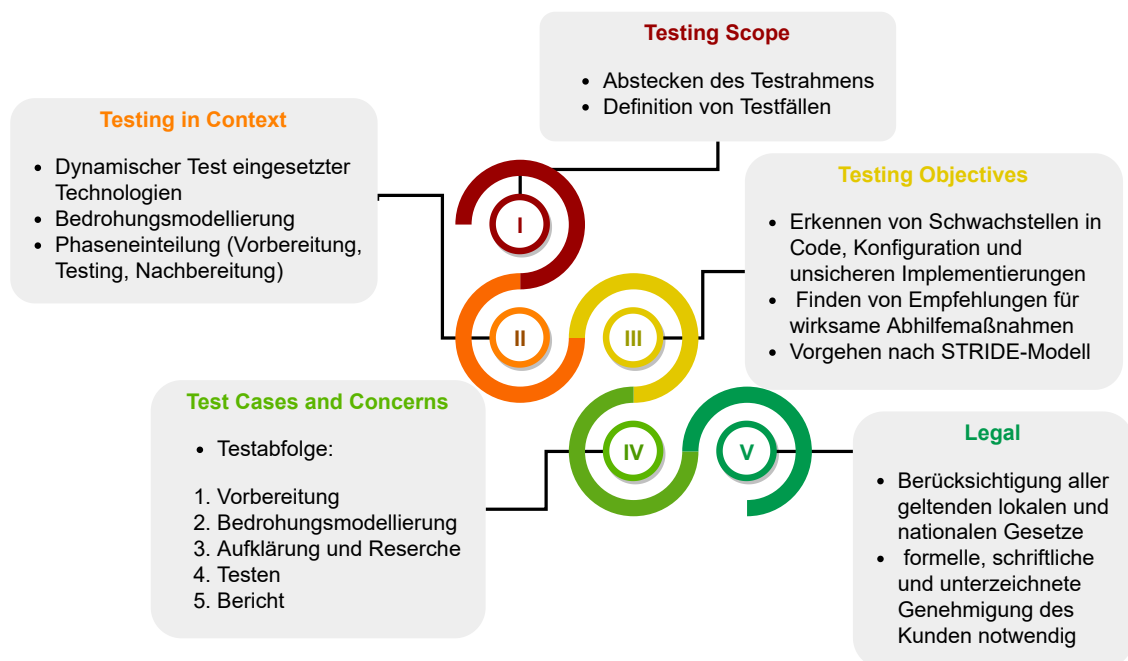 Testing Scope
• Abstecken des Testrahmens
• Definition von Testfällen
Testing in Context
• Dynamischer Test eingesetzter
Technologien
• Bedrohungsmodellierung
• Phaseneinteilung (Vorbereitung,
Testing, Nachbereitung)
Testing Objectives
• Erkennen von Schwachstellen in
Code, Konfiguration und
unsicheren Implementierungen
• Finden von Empfehlungen für
wirksame Abhilfemaßnahmen
• Vorgehen nach STRIDE-Modell
I
II
III
IV
V
Test Cases and Concerns
• Testabfolge:
1. Vorbereitung
2. Bedrohungsmodellierung
3. Aufklärung und Reserche
4. Testen
5. Bericht
Legal
• Berücksichtigung aller
geltenden lokalen und
nationalen Gesetze
• formelle, schriftliche
und unterzeichnete
Genehmigung des
Kunden notwendig